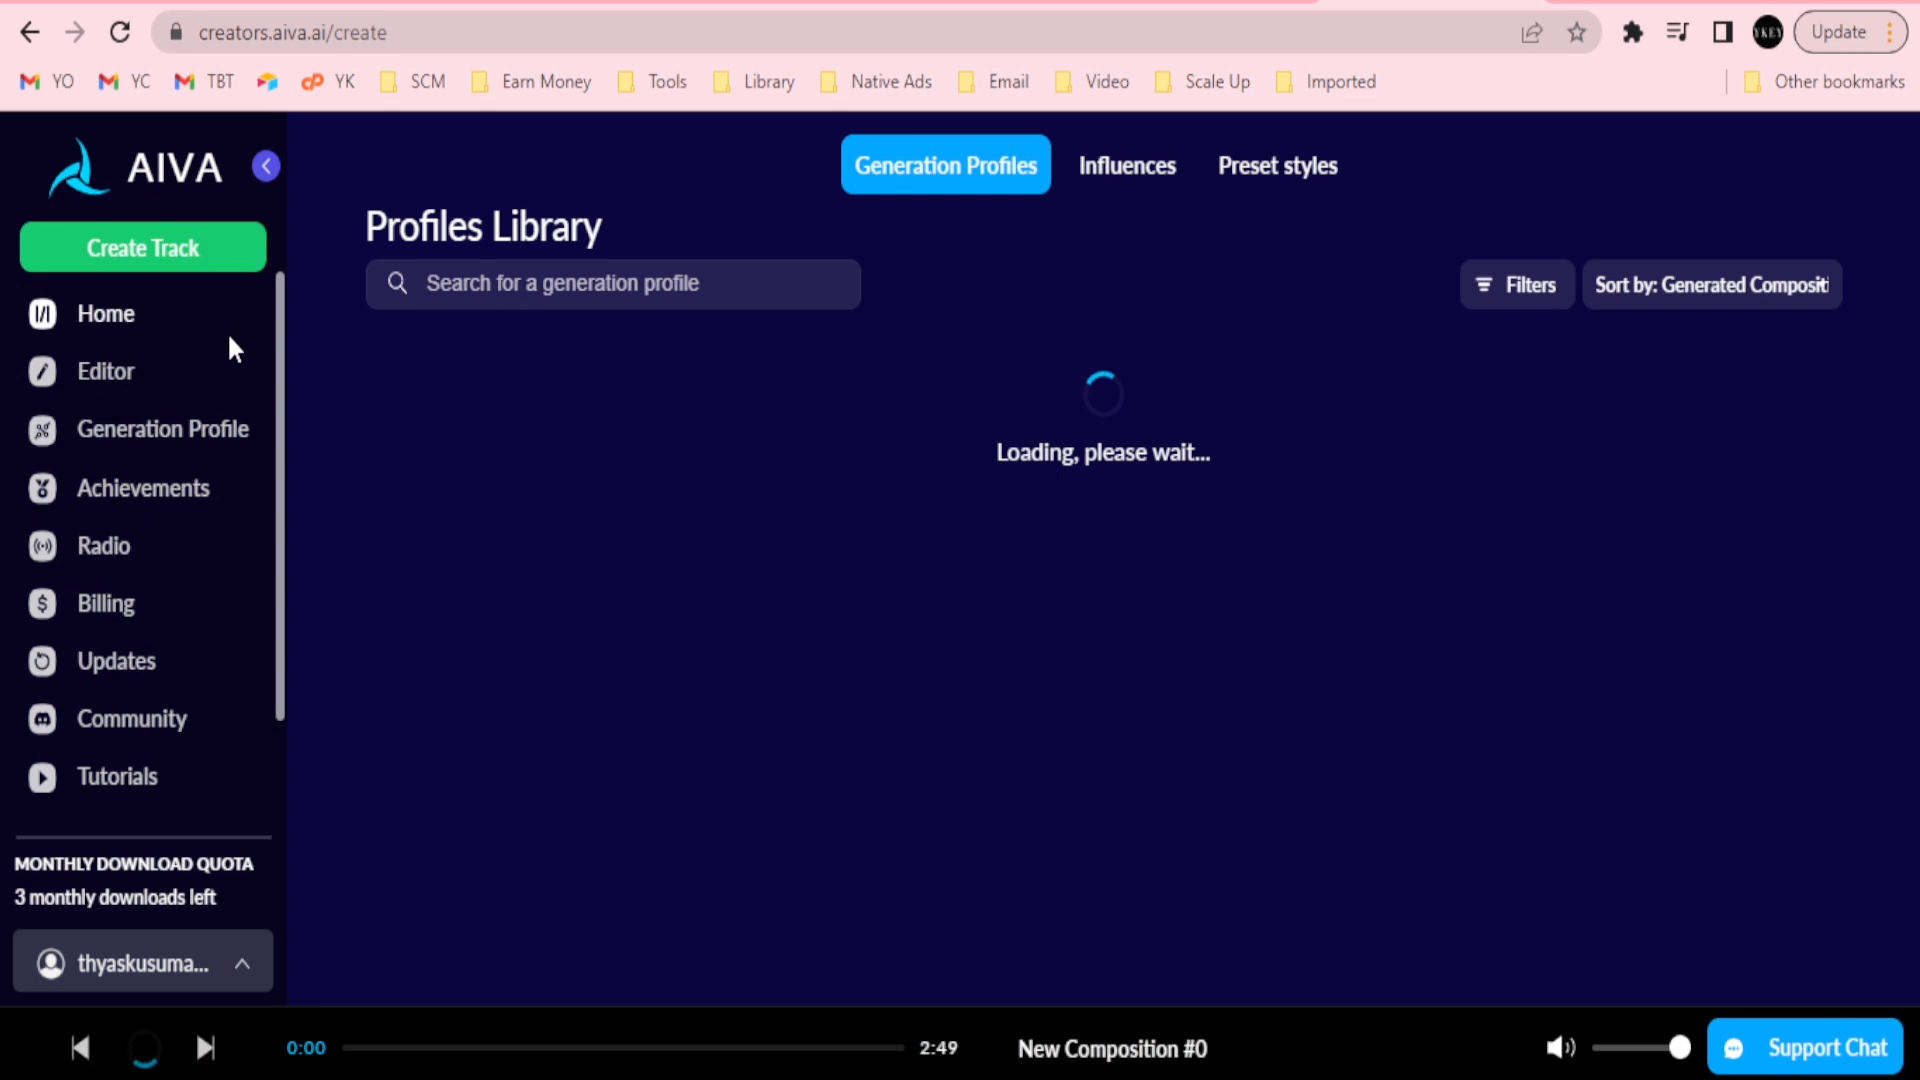 creators.aiva.ai/create
YKEY
Update
YO
YC
TBT
YK
SCM
Earn Money
Tools
Library
Native Ads
Email
Video
Scale Up
Imported
Other bookmarks
AIVA
Generation Profiles
Influences
Preset styles
Profiles Library
Create Track
Search for a generation profile
Filters
Sort by: Generated Composit
Home
Editor
Generation Profile
Achievements
Radio
Billing
Updates
Community
Tutorials
Loading, please wait...
MONTHLY DOWNLOAD QUOTA
3 monthly downloads left
thyaskusuma...
0:00
2:49
New Composition #0
Support Chat